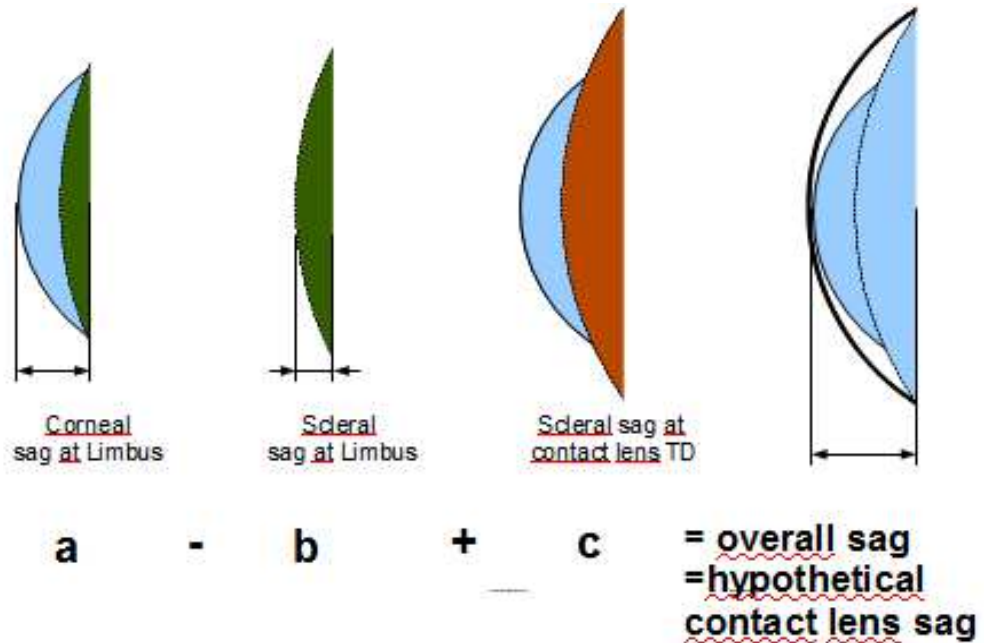 Corneal
sag at Limbus
Scleral
sag at Limbus
Scleral sag at
contact lens TD
a - b + c = overall sag
=hypothetical
contact lens sag